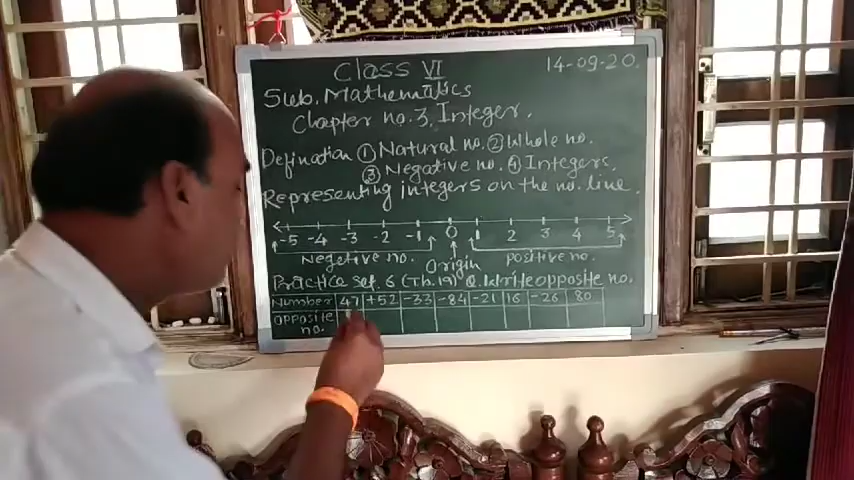 Class VI 14-09-20.
Sub. Mathematics
Chapter no. 3. Integer.
Defination ① Natural no. ② Whole no.
③ Negative no. ④ Integers.
Representing integers on the no. line
-5 -4 -3 -2 -1 0 1 2 3 4 5
Negative no. Origin positive no.
Practice set. 6 (Th. 19) Q. Write opposite no.
Number 47 +52 -33 -84 -21 16 -26 80
opposite no.